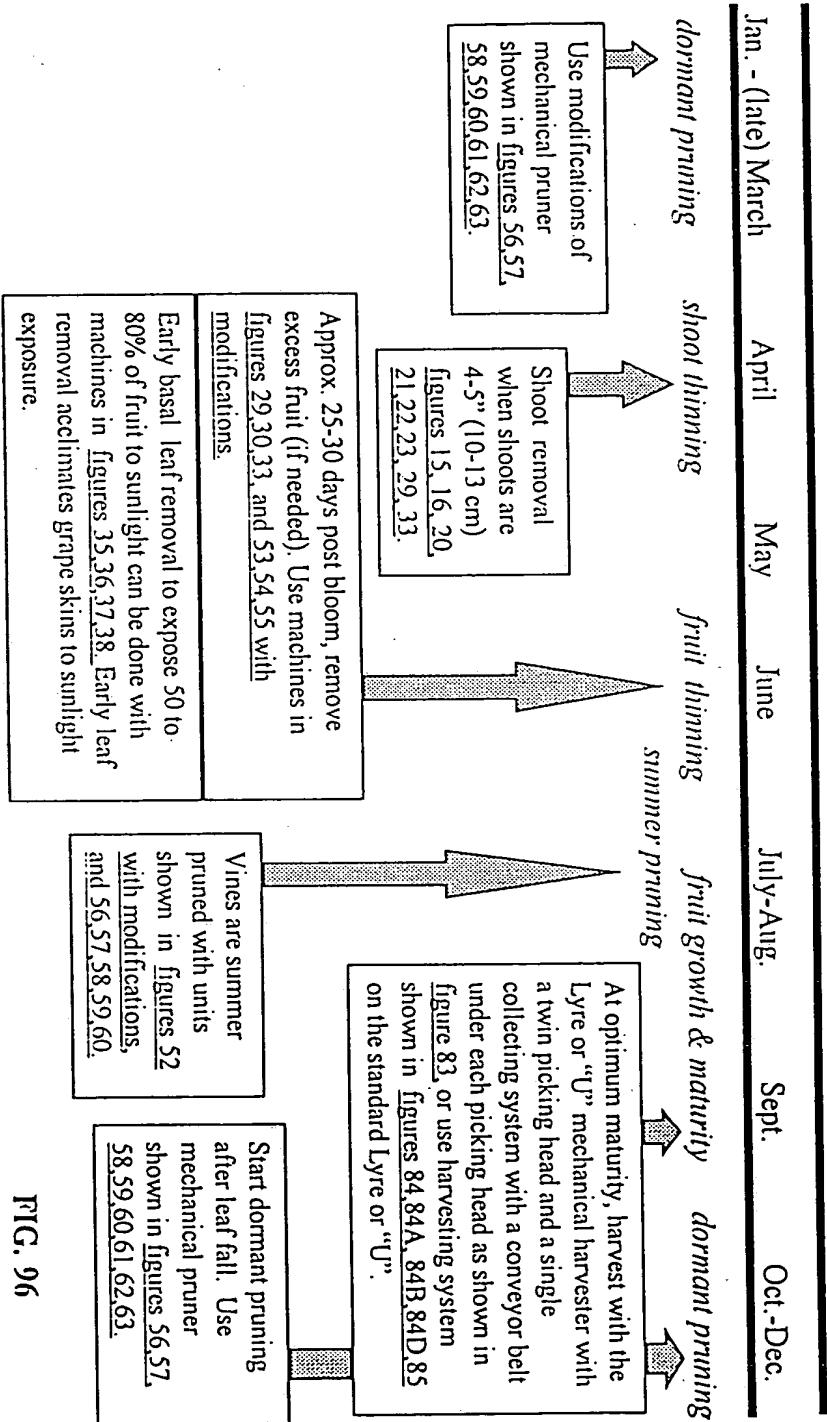 Jan. - (late) March April May June July-Aug. Sept. Oct.-Dec.
dormant pruning shoot thinning fruit thinning fruit growth & maturity dormant pruning
summer pruning
Use modifications of
mechanical pruner
shown in figures 56,57,
58,59,60,61,62,63.
Shoot removal
when shoots are
4-5" (10-13 cm)
figures 15, 16, 20,
21,22,23, 29, 33.
Approx. 25-30 days post bloom, remove
excess fruit (if needed). Use machines in
figures 29,30,33, and 53,54,55 with
modifications.
Early basal leaf removal to expose 50 to
80% of fruit to sunlight can be done with
machines in figures 35,36,37,38. Early leaf
removal acclimates grape skins to sunlight
exposure.
Vines are summer
pruned with units
shown in figures 52
with modifications,
and 56,57,58,59,60.
At optimum maturity, harvest with the
Lyre or "U" mechanical harvester with
a twin picking head and a single
collecting system with a conveyor belt
under each picking head as shown in
figure 83, or use harvesting system
shown in figures 84,84A, 84B,84D,85
on the standard Lyre or "U".
Start dormant pruning
after leaf fall. Use
mechanical pruner
shown in figures 56,57,
58,59,60,61,62,63.
FIG. 96